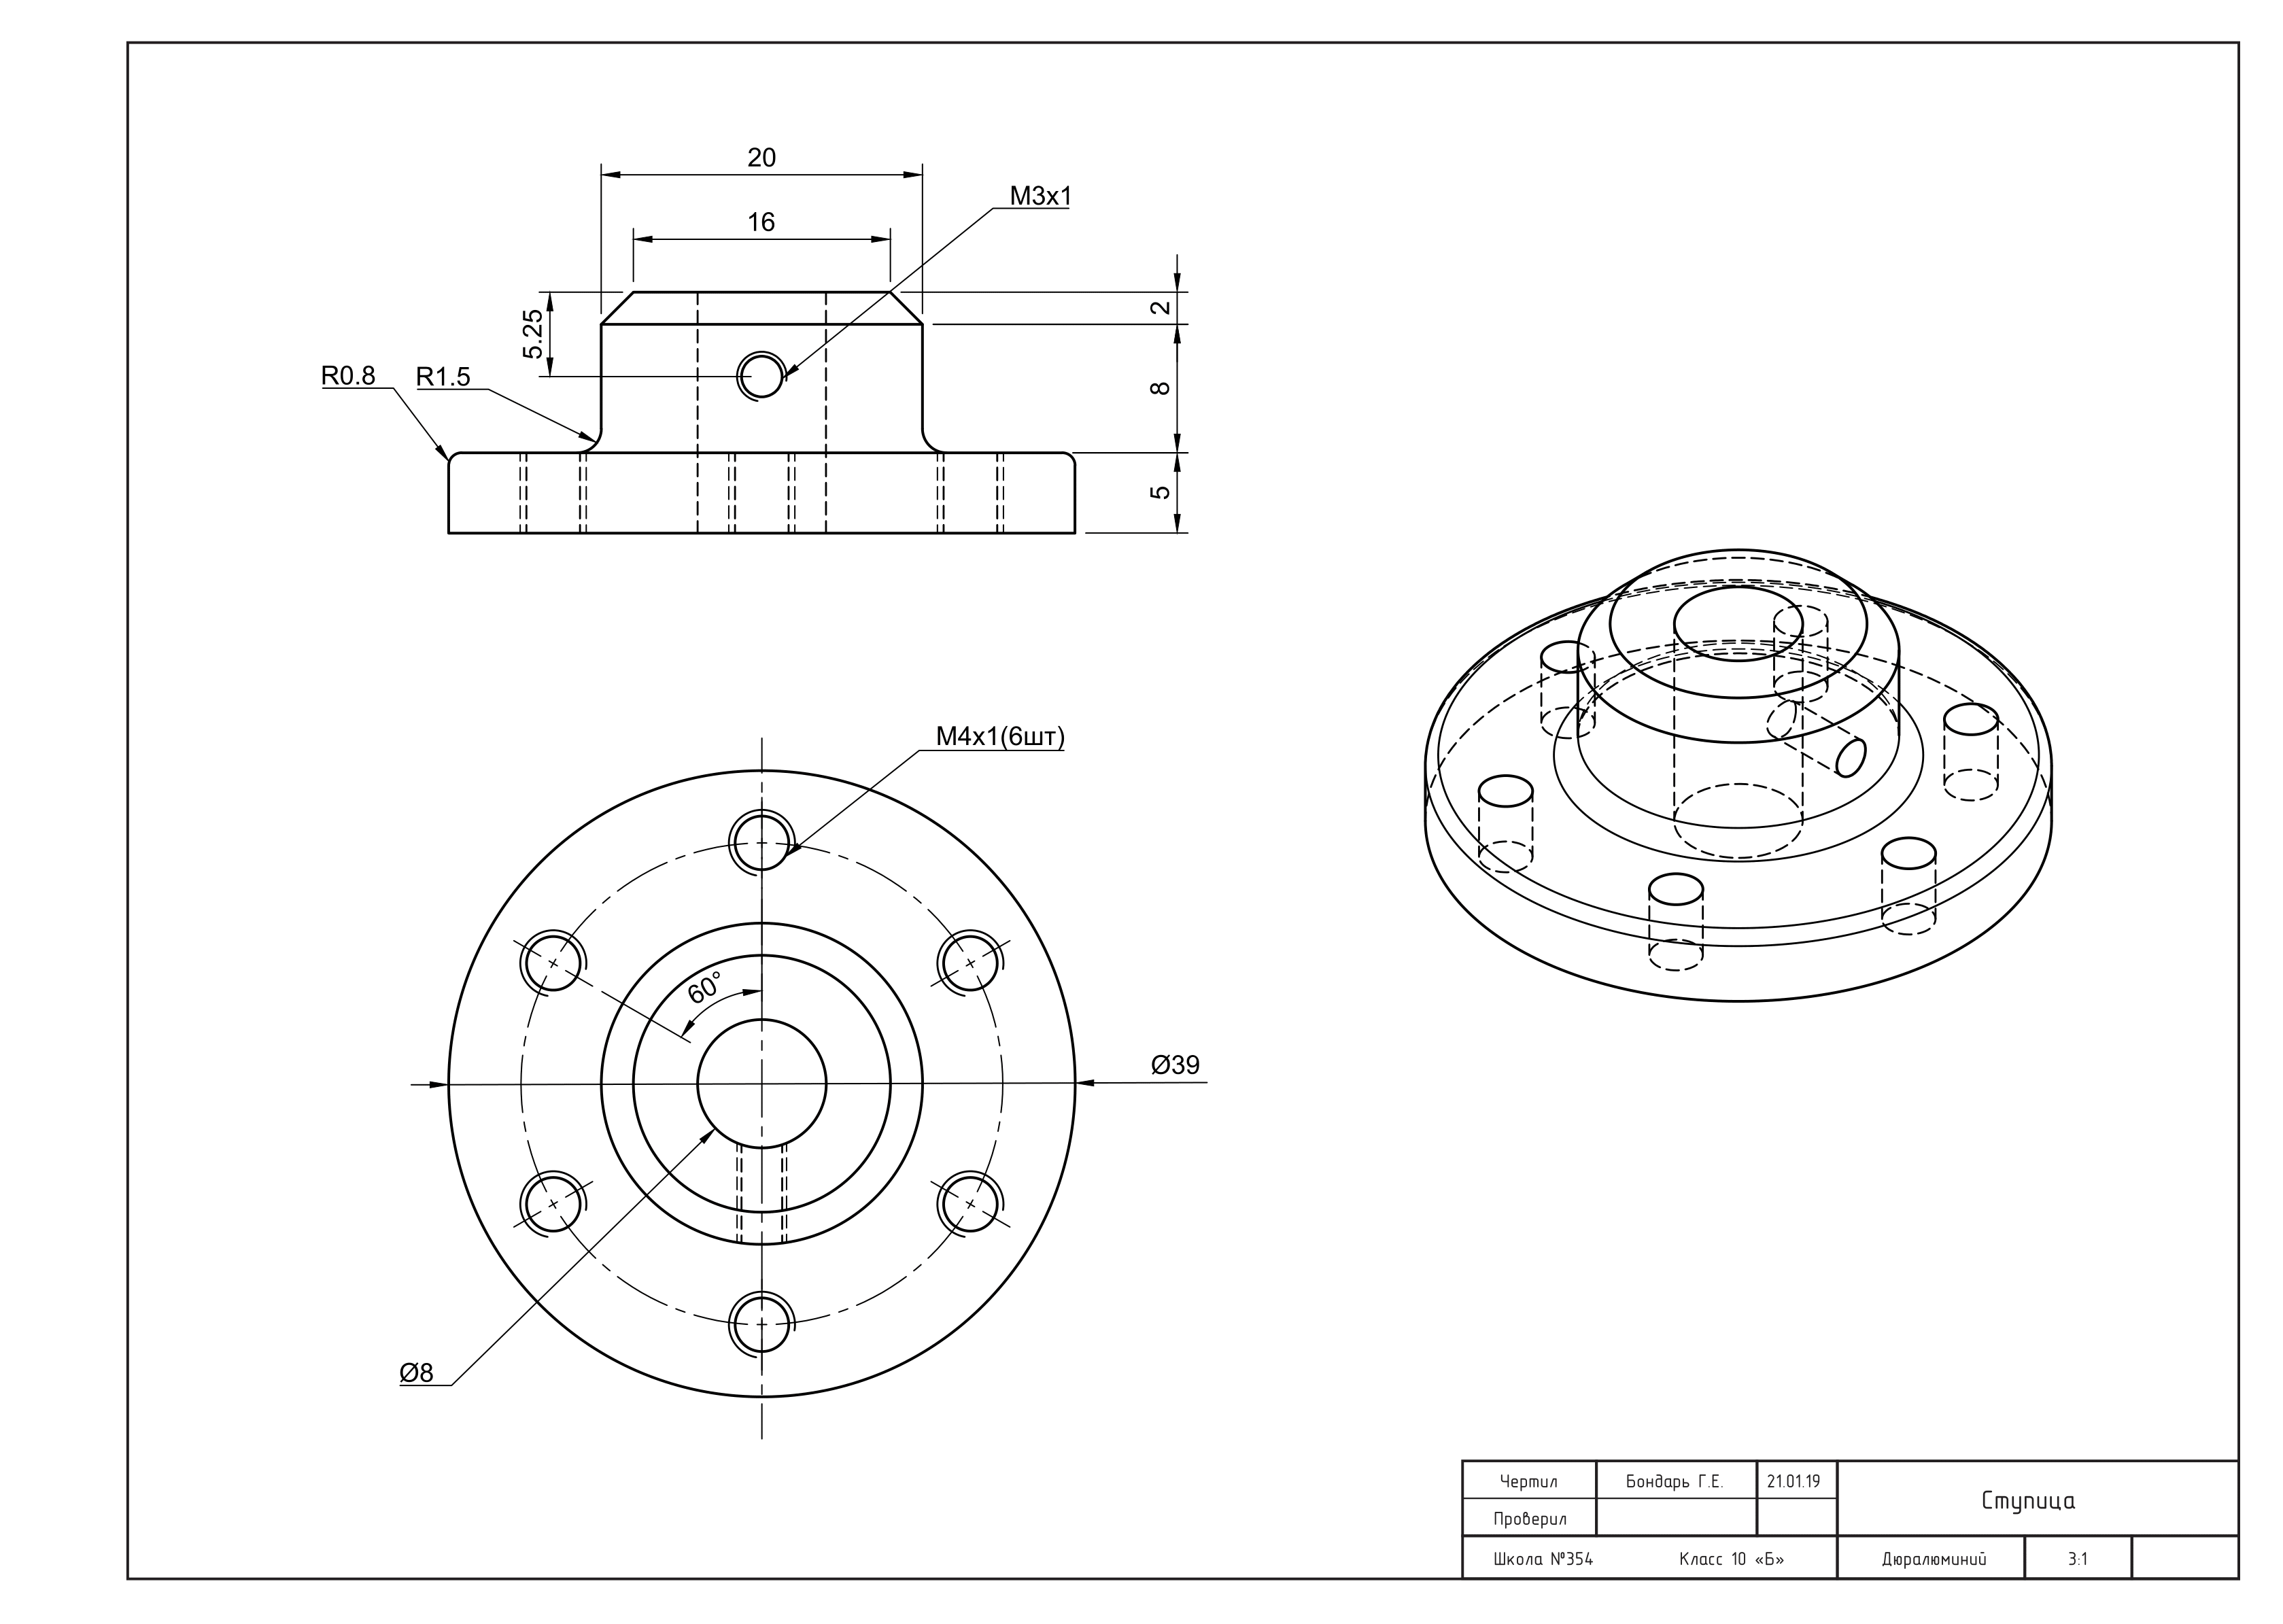 20
M3x1
16
2
5.25
R0.8
R1.5
8
5
M4x1(6шт)
60°
Ø39
Ø8
Чертил
Бондарь Г.Е.
21.01.19
Ступица
Проверил
Школа №354
Класс 10 «Б»
Дюралюминий
3:1